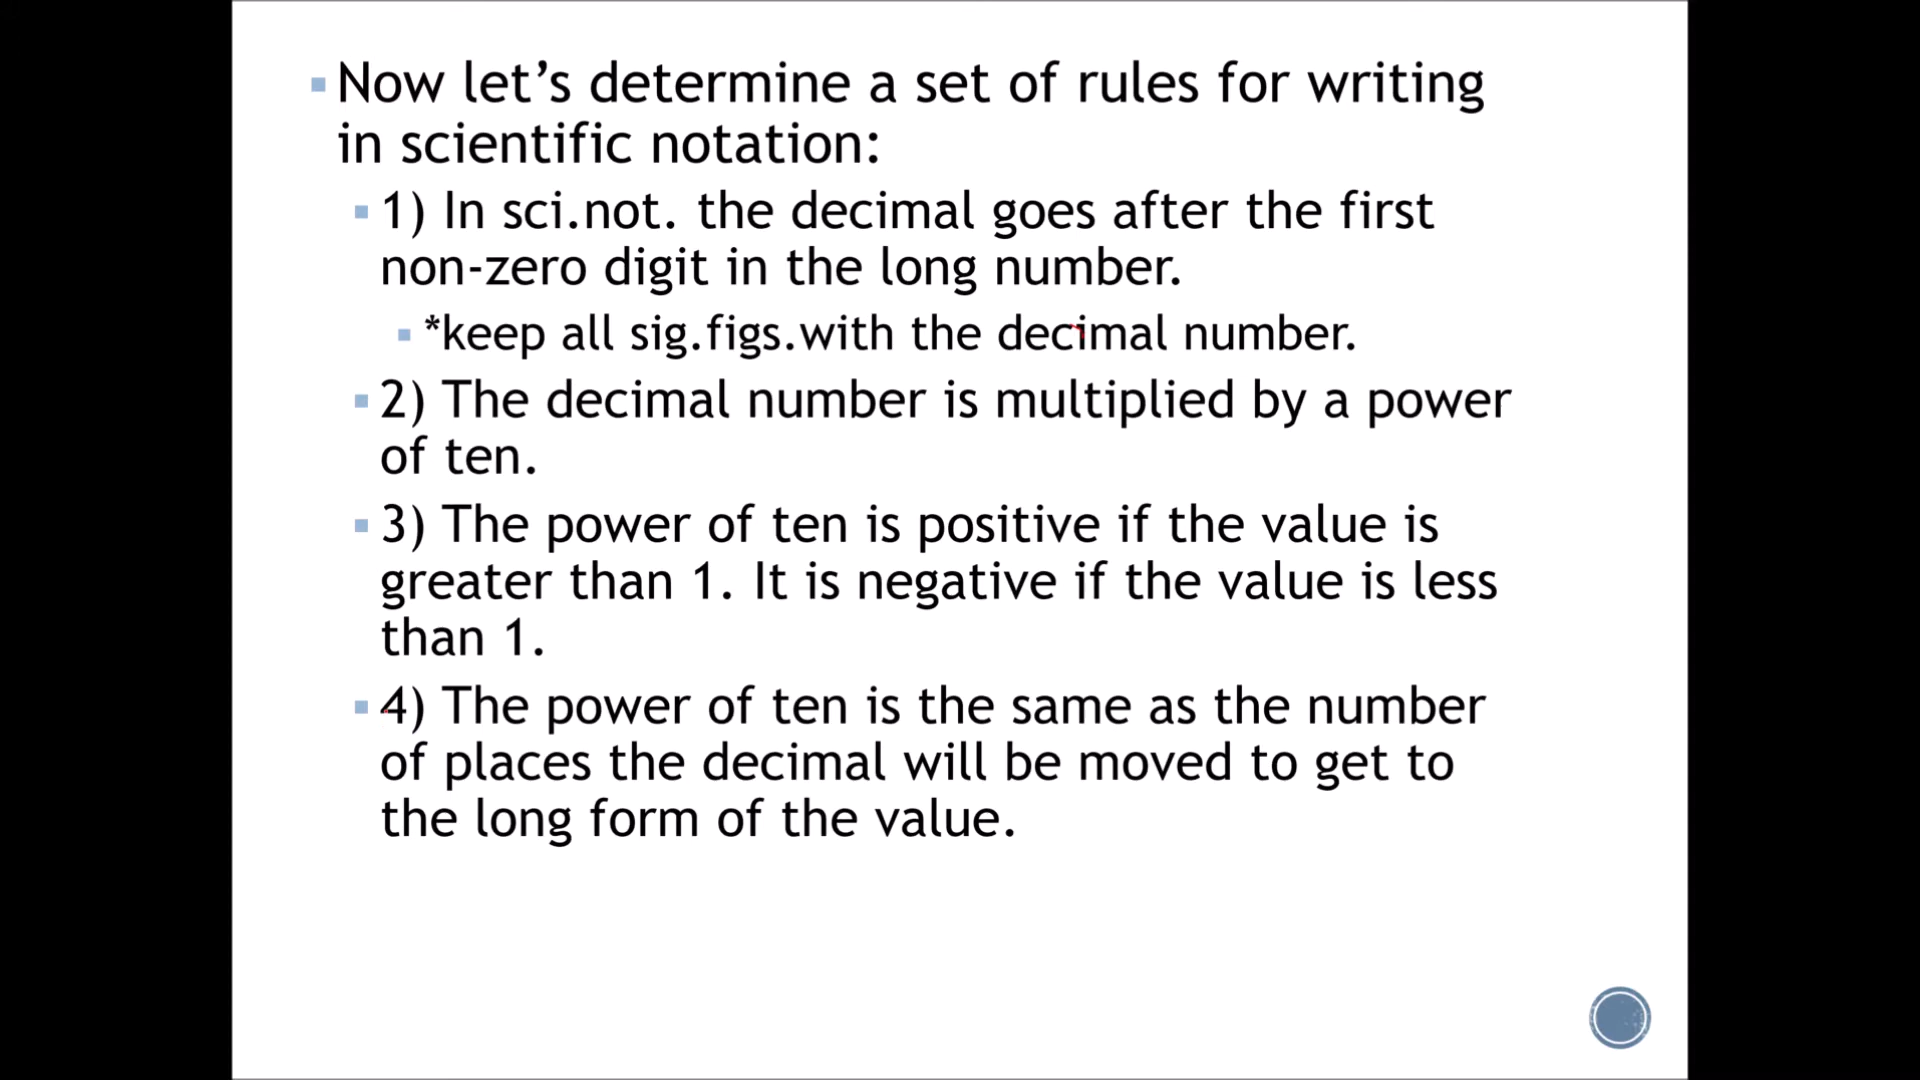 Now let’s determine a set of rules for writing
in scientific notation:
1) In sci.not. the decimal goes after the first
non-zero digit in the long number.
*keep all sig.figs.with the decimal number.
2) The decimal number is multiplied by a power
of ten.
3) The power of ten is positive if the value is
greater than 1. It is negative if the value is less
than 1.
4) The power of ten is the same as the number
of places the decimal will be moved to get to
the long form of the value.